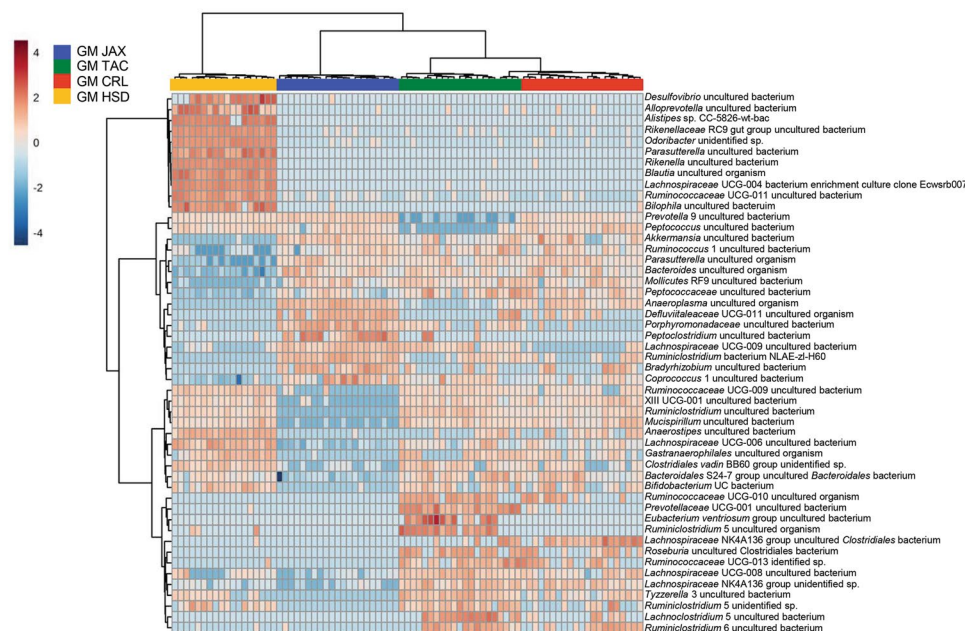 4
2
0
-2
-4
GM JAX
GM TAC
GM CRL
GM HSD
Desulfovibrio uncultured bacterium
Alloprevotella uncultured bacterium
Alistipes sp. CC-5826-wt-bac
Rikenellaceae RC9 gut group uncultured bacterium
Odoribacter unidentified sp.
Parasutterella uncultured bacterium
Rikenella uncultured bacterium
Blautia uncultured organism
Lachnospiraceae UCG-004 bacterium enrichment culture clone Ecwsrb007
Ruminococcaceae UCG-011 uncultured bacterium
Bilophila uncultured bacteruim
Prevotella 9 uncultured bacterium
Peptococcus uncultured bacterium
Akkermansia uncultured bacterium
Ruminococcus 1 uncultured bacterium
Parasutterella uncultured organism
Bacteroides uncultured organism
Mollicutes RF9 uncultured bacterium
Peptococcaceae uncultured bacterium
Anaeroplasma uncultured organism
Defluviitaleaceae UCG-011 uncultured organism
Porphyromonadaceae uncultured bacterium
Peptoclostridium uncultured bacterium
Lachnospiraceae UCG-009 uncultured bacterium
Ruminiclostridium bacterium NLAE-zl-H60
Bradyrhizobium uncultured bacterium
Coprococcus 1 uncultured bacterium
Ruminococcaceae UCG-009 uncultured bacterium
XIII UCG-001 uncultured bacterium
Ruminiclostridium uncultured bacterium
Mucispirillum uncultured bacterium
Anaerostipes uncultured bacterium
Lachnospiraceae UCG-006 uncultured bacterium
Gastranaerophilales uncultured organism
Clostridiales vadin BB60 group unidentified sp.
Bacteroidales S24-7 group uncultured Bacteroidales bacterium
Bifidobacterium UC bacterium
Ruminococcaceae UCG-010 uncultured organism
Prevotellaceae UCG-001 uncultured bacterium
Eubacterium ventriosum group uncultured bacterium
Ruminiclostridium 5 uncultured organism
Lachnospiraceae NK4A136 group uncultured Clostridiales bacterium
Roseburia uncultured Clostridiales bacterium
Ruminococcaceae UCG-013 identified sp.
Lachnospiraceae UCG-008 uncultured bacterium
Lachnospiraceae NK4A136 group unidentified sp.
Tyzzerella 3 uncultured bacterium
Ruminiclostridium 5 unidentified sp.
Lachnoclostridium 5 uncultured bacterium
Ruminiclostridium 6 uncultured bacterium